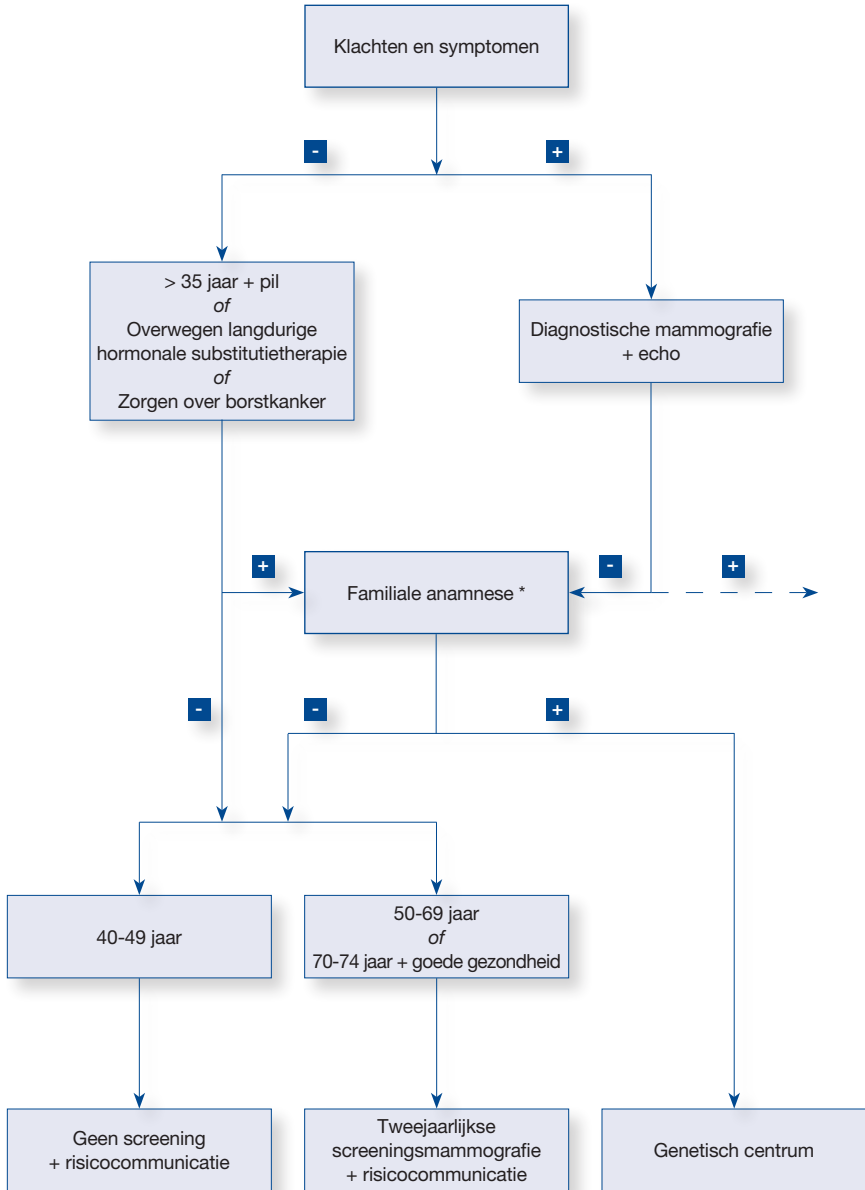 Klachten en symptomen
-
+
> 35 jaar + pil
of
Overwegen langdurige
hormonale substitutietherapie
of
Zorgen over borstkanker
Diagnostische mammografie
+ echo
+
Familiale anamnese *
-
+
-
-
+
40-49 jaar
50-69 jaar
of
70-74 jaar + goede gezondheid
Geen screening
+ risicocommunicatie
Tweejaarlijkse
screeningsmammografie
+ risicocommunicatie
Genetisch centrum